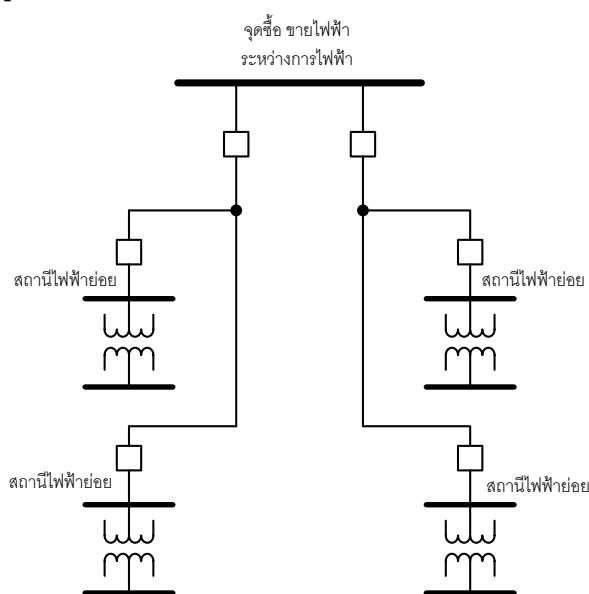 จุดซื้อ ขายไฟฟ้า
ระหว่างการไฟฟ้า
สถานีไฟฟ้าย่อย
สถานีไฟฟ้าย่อย
สถานีไฟฟ้าย่อย
สถานีไฟฟ้าย่อย